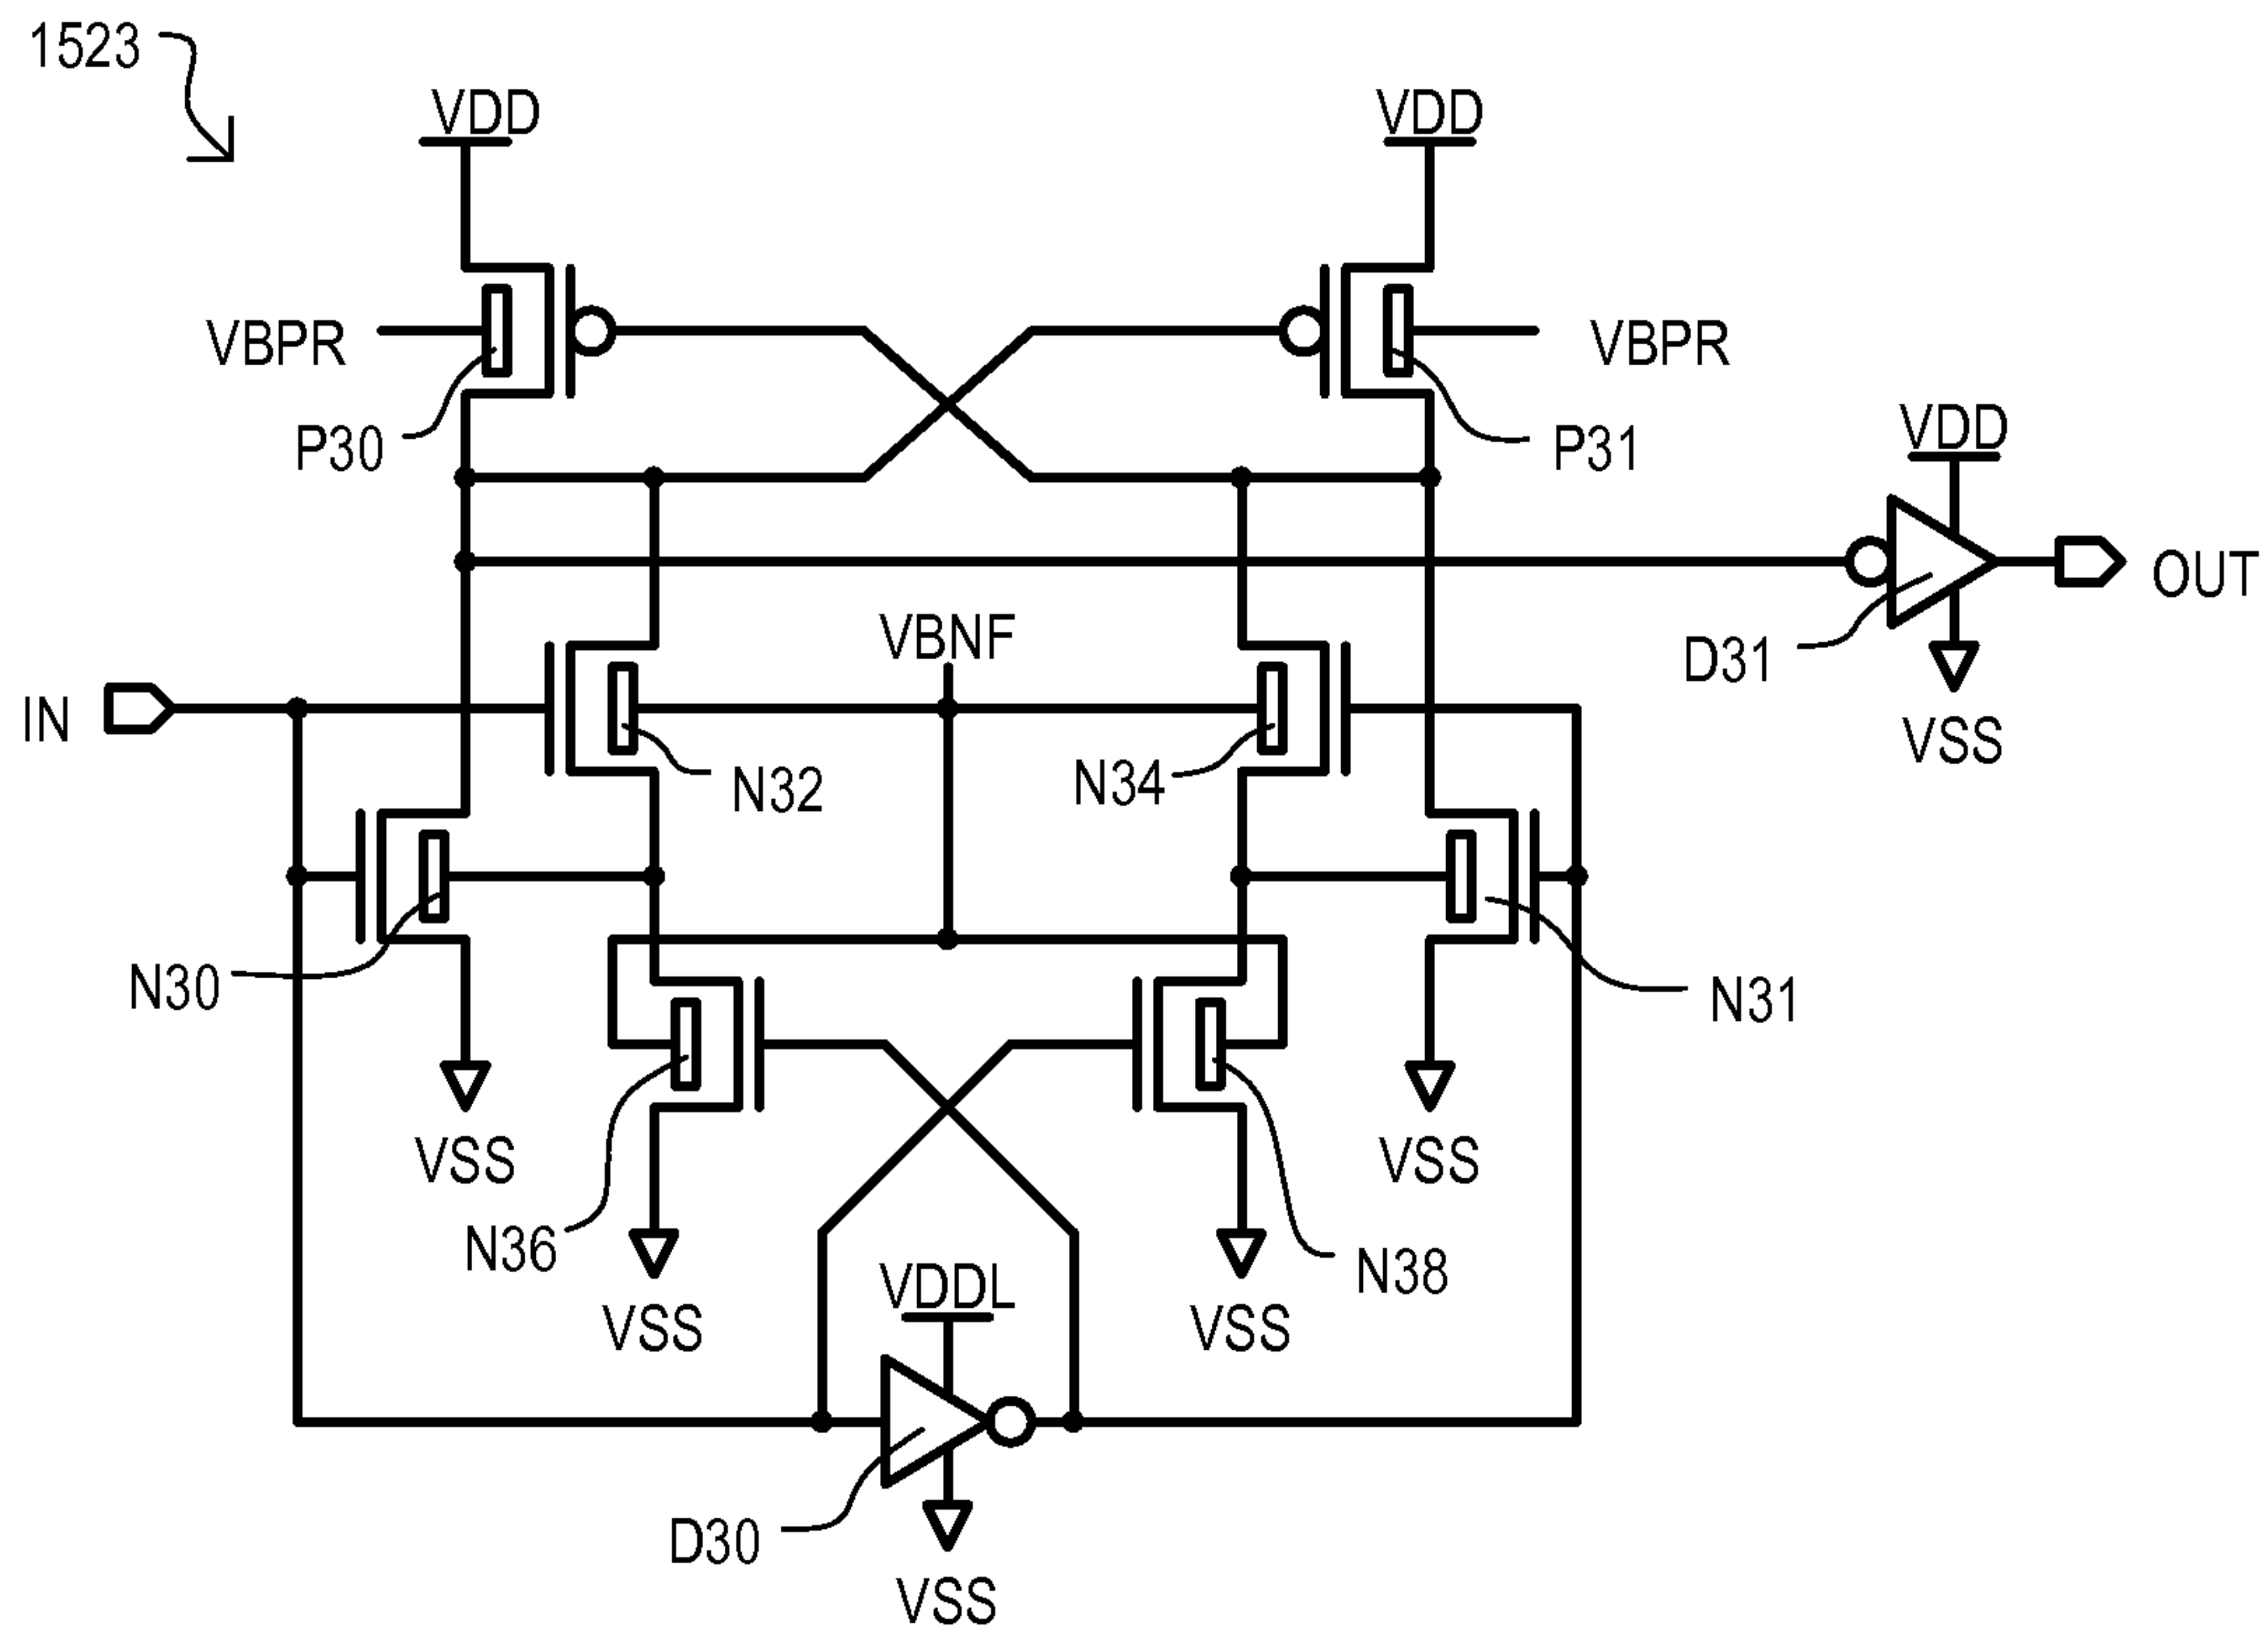 1523
VDD
VDD
VBPR
VBPR
P30
P31
VDD
OUT
VBNF
D31
IN
VSS
N32
N34
N30
N31
VSS
VSS
N36
N38
VDDL
VSS
VSS
D30
VSS